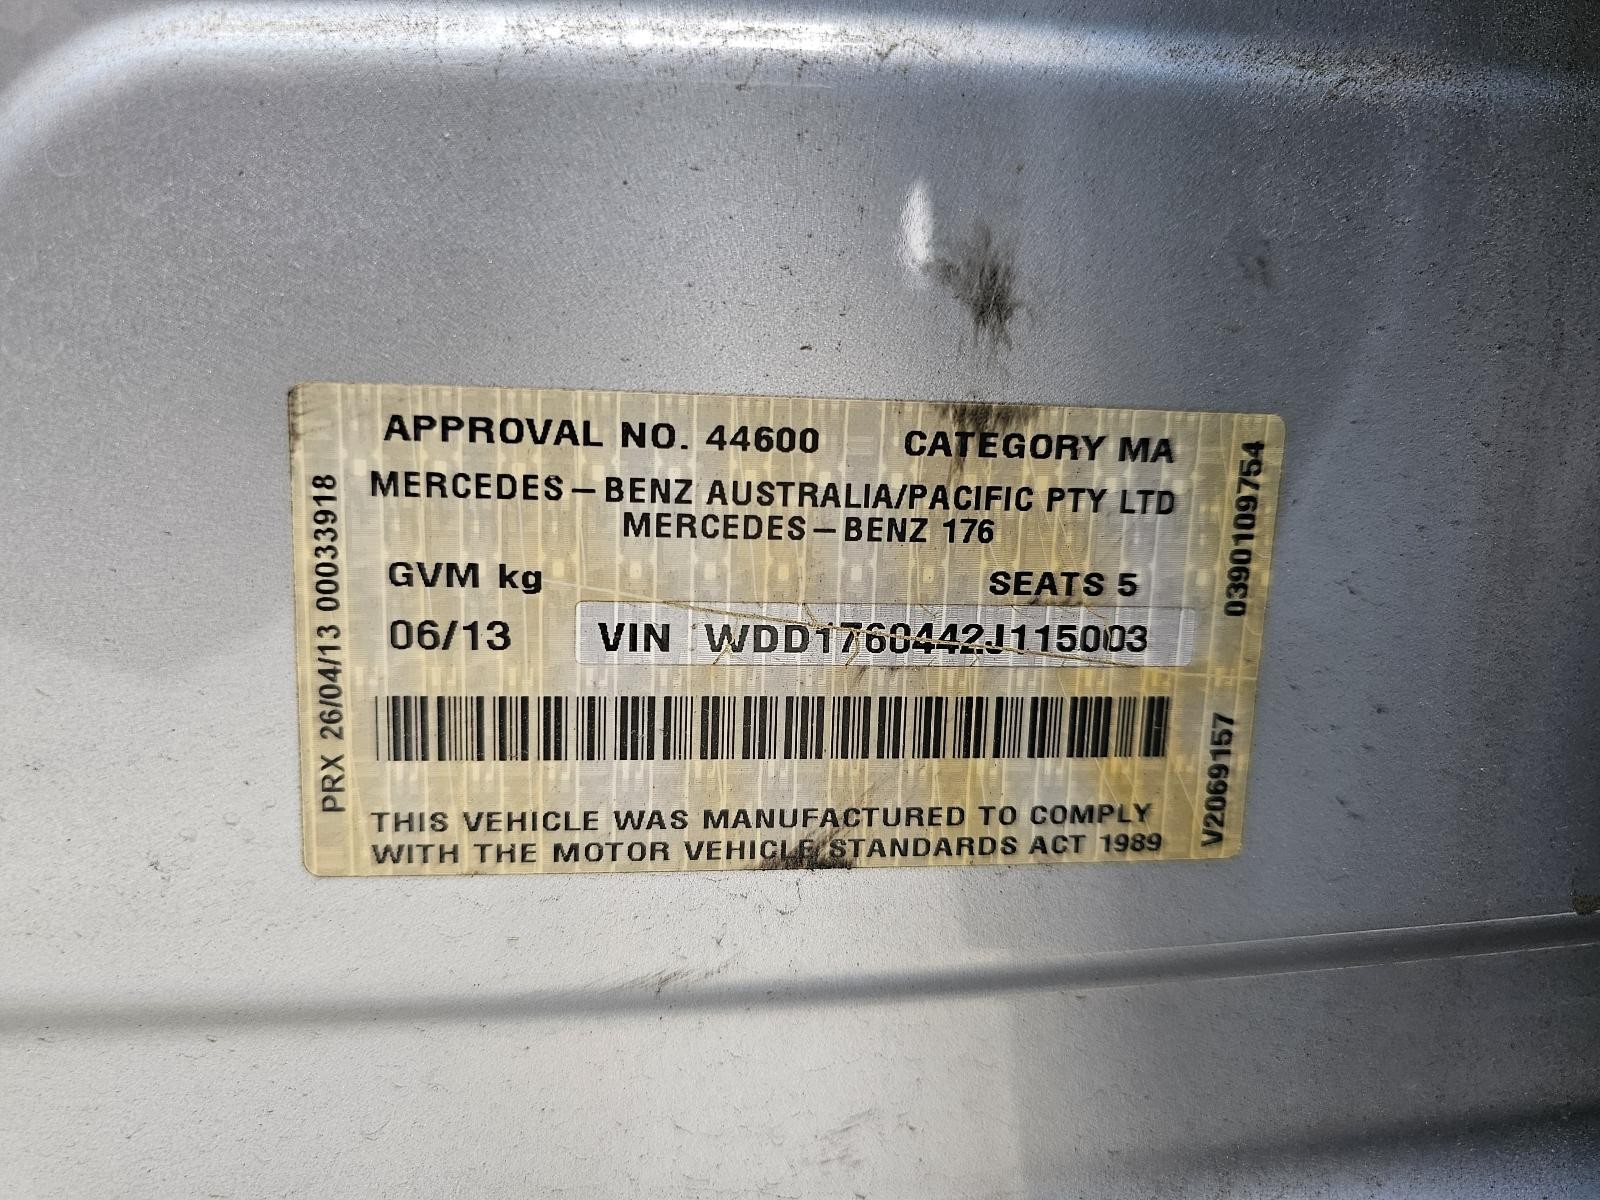 APPROVAL NO. 44600 CATEGORY MA
MERCEDES-BENZ AUSTRALIA/PACIFIC PTY LTD
MERCEDES-BENZ 176
GVM kg SEATS 5
06/13 VIN WDD1760442J115003
THIS VEHICLE WAS MANUFACTURED TO COMPLY
WITH THE MOTOR VEHICLE STANDARDS ACT 1989
PRX 26/04/13 00033918
0390109754
V2069157